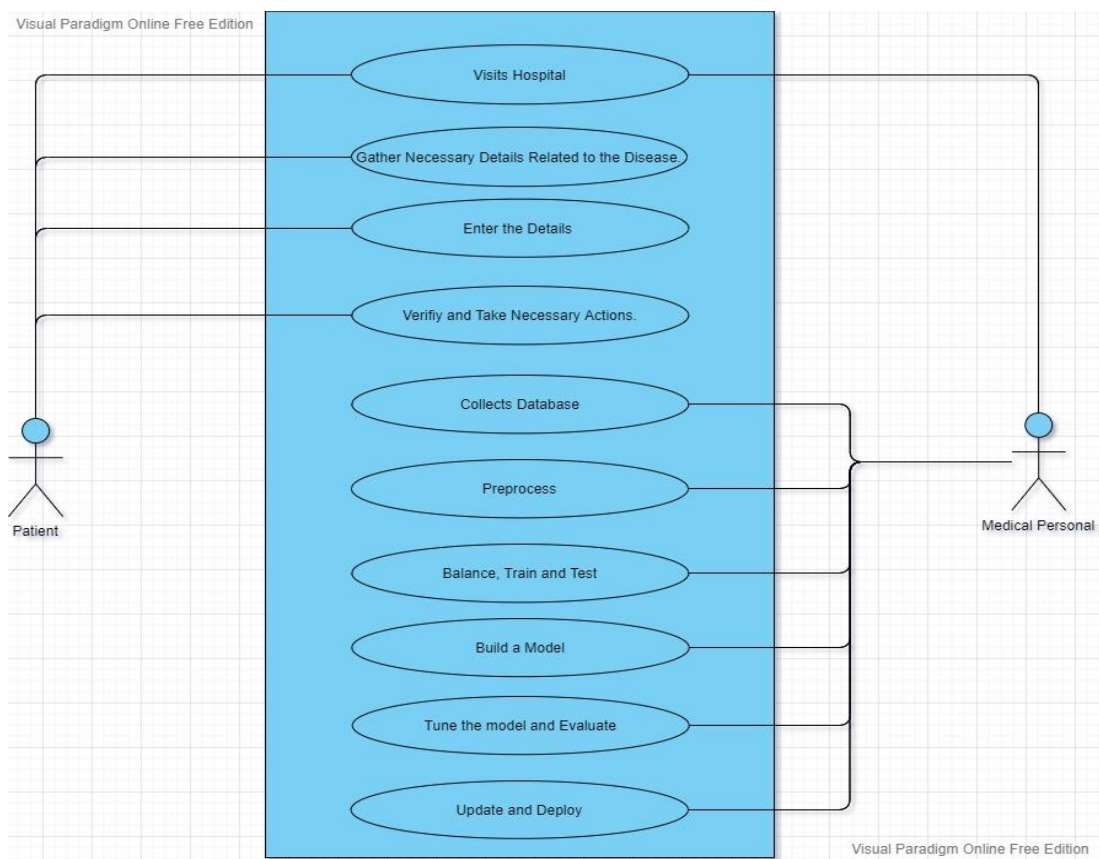 Visual Paradigm Online Free Edition
Visits Hospital
Gather Necessary Details Related to the Disease.
Enter the Details
Verifiy and Take Necessary Actions.
Collects Database
Preprocess
Patient
Medical Personal
Balance, Train and Test
Build a Model
Tune the model and Evaluate
Update and Deploy
Visual Paradigm Online Free Edition